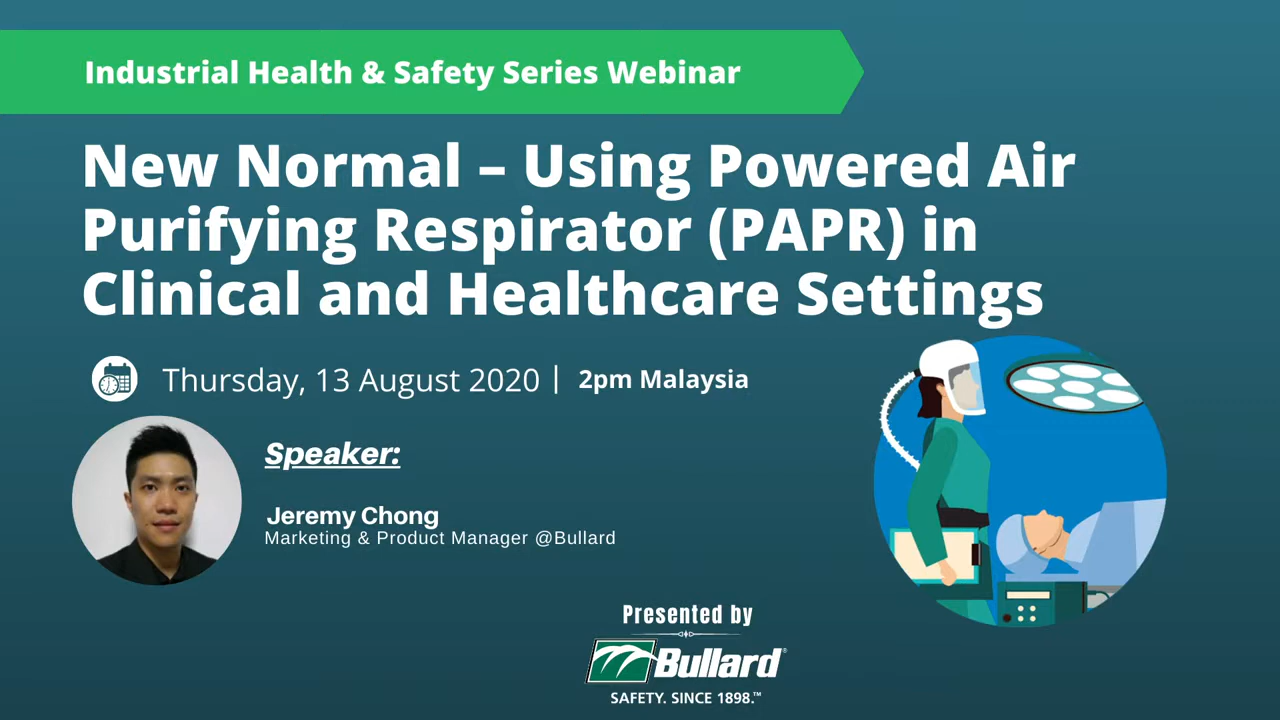 Industrial Health & Safety Series Webinar
New Normal – Using Powered Air
Purifying Respirator (PAPR) in
Clinical and Healthcare Settings
Thursday, 13 August 2020 | 2pm Malaysia
Speaker:
Jeremy Chong
Marketing & Product Manager @Bullard
Presented by
Bullard®
SAFETY. SINCE 1898.™